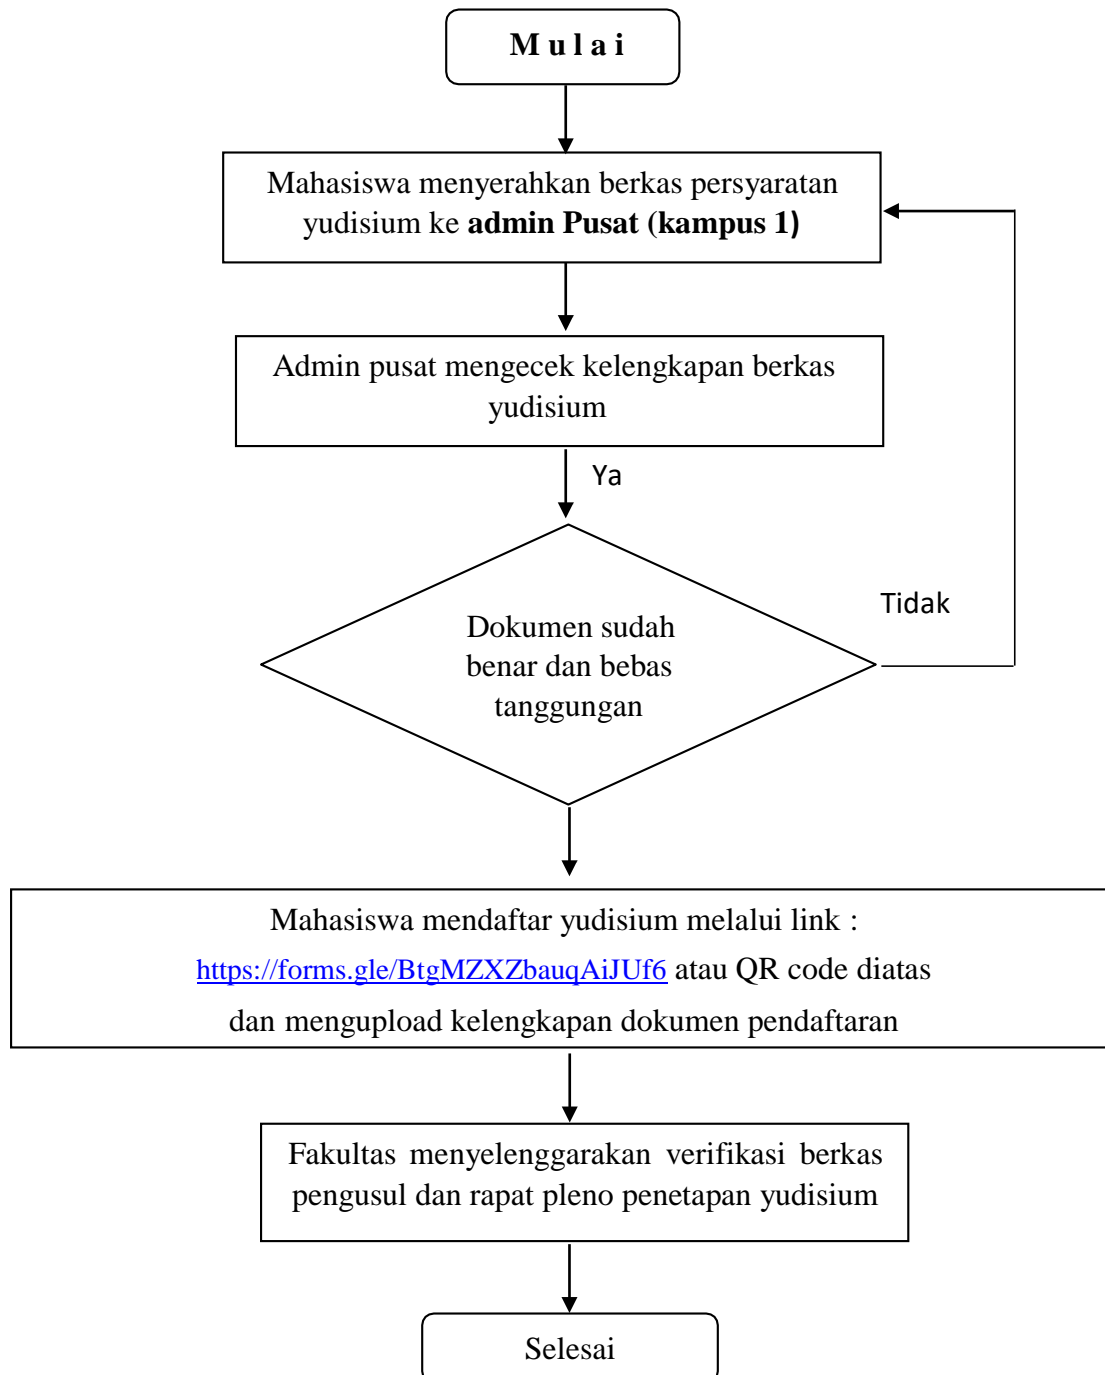 M u l a i
Mahasiswa menyerahkan berkas persyaratan
yudisium ke admin Pusat (kampus 1)
Admin pusat mengecek kelengkapan berkas
yudisium
Ya
Tidak
Dokumen sudah
benar dan bebas
tanggungan
Mahasiswa mendaftar yudisium melalui link :
https://forms.gle/BtgMZXZbauqAiJUf6 atau QR code diatas
dan mengupload kelengkapan dokumen pendaftaran
Fakultas menyelenggarakan verifikasi berkas
pengusul dan rapat pleno penetapan yudisium
Selesai